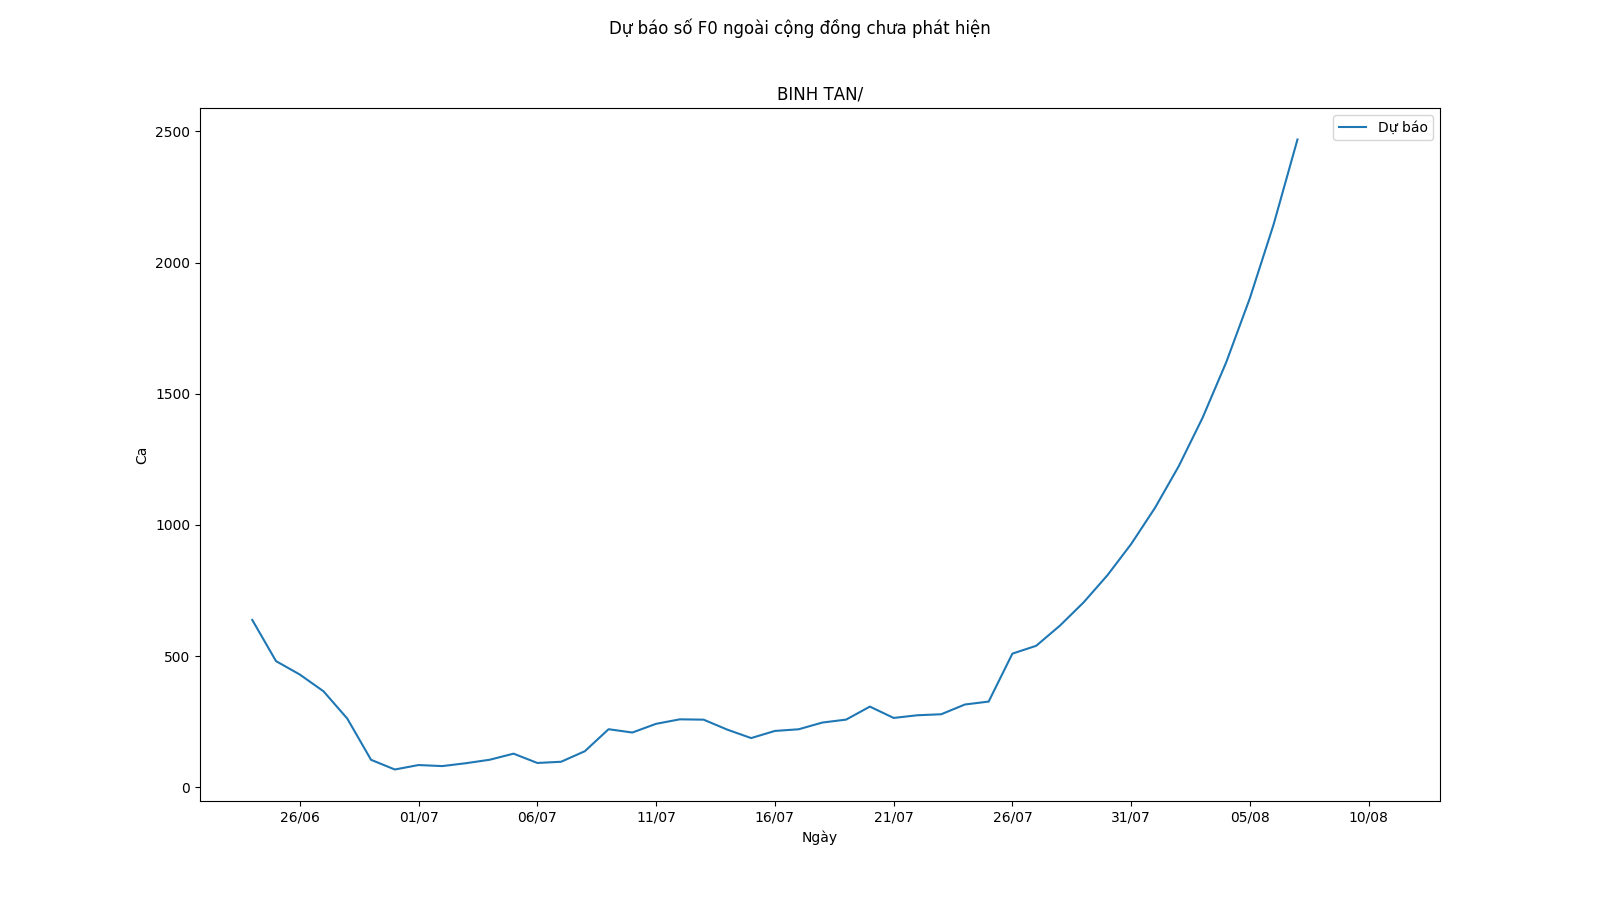 Dự báo số F0 ngoài cộng đồng chưa phát hiện
BINH TAN/
Dự báo
2500
2000
1500
1000
500
0
Ca
26/06 01/07 06/07 11/07 16/07 21/07 26/07 31/07 05/08 10/08
Ngày